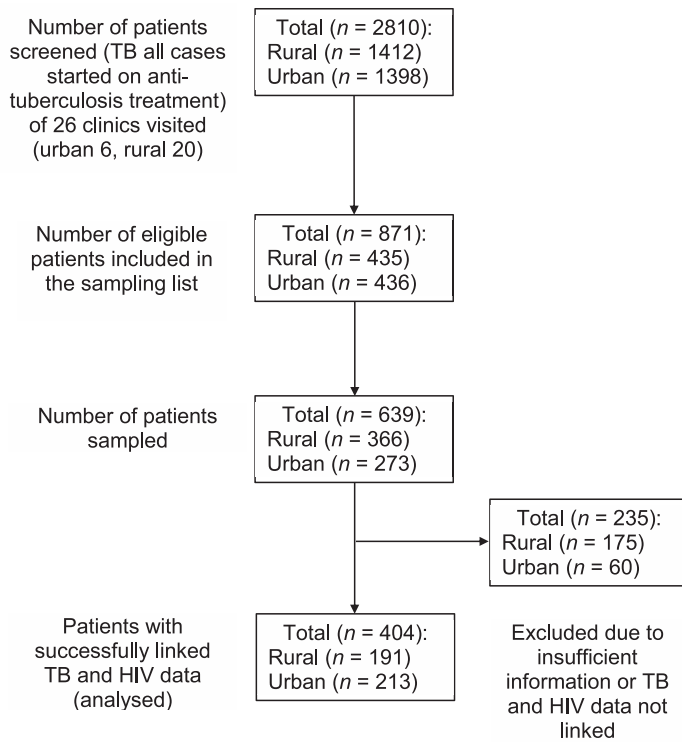 Number of patients
screened (TB all cases
started on anti-
tuberculosis treatment)
of 26 clinics visited
(urban 6, rural 20)
Total (n = 2810):
Rural (n = 1412)
Urban (n = 1398)
Number of eligible
patients included in
the sampling list
Total (n = 871):
Rural (n = 435)
Urban (n = 436)
Number of patients
sampled
Total (n = 639):
Rural (n = 366)
Urban (n = 273)
Total (n = 235):
Rural (n = 175)
Urban (n = 60)
Patients with
successfully linked
TB and HIV data
(analysed)
Total (n = 404):
Rural (n = 191)
Urban (n = 213)
Excluded due to
insufficient
information or TB
and HIV data not
linked